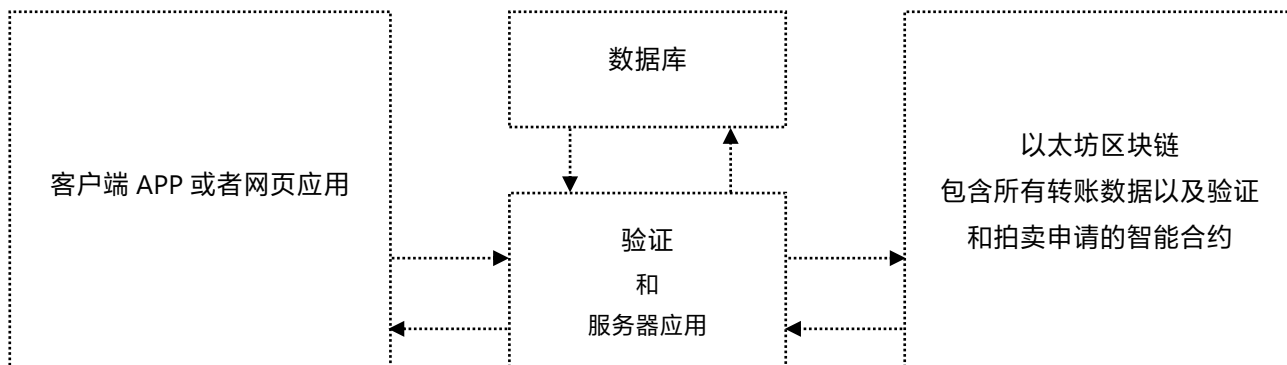 客户端 APP 或者网页应用
数据库
验证
和
服务器应用
以太坊区块链
包含所有转账数据以及验证
和拍卖申请的智能合约